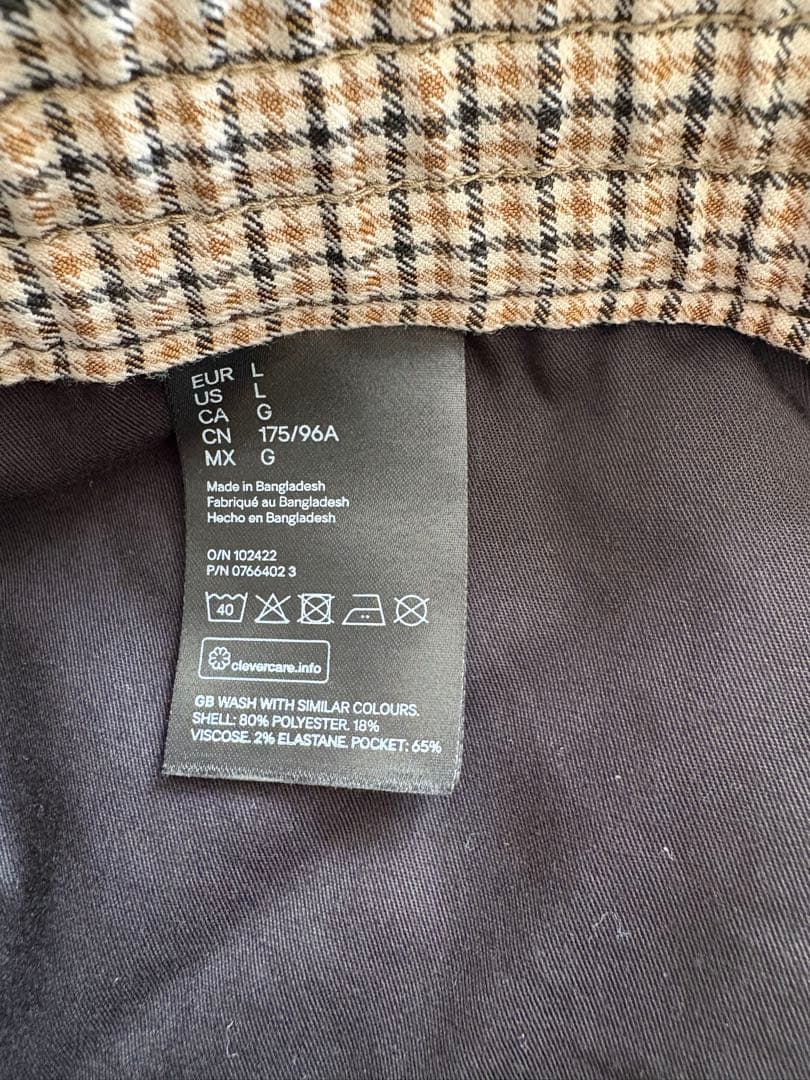 EUR L
US L
CA G
CN 175/96A
MX G
Made in Bangladesh
Fabriqué au Bangladesh
Hecho en Bangladesh
O/N 102422
P/N 0766402 3
40
clevercare.info
GB WASH WITH SIMILAR COLOURS.
SHELL: 80% POLYESTER. 18%
VISCOSE. 2% ELASTANE. POCKET: 65%